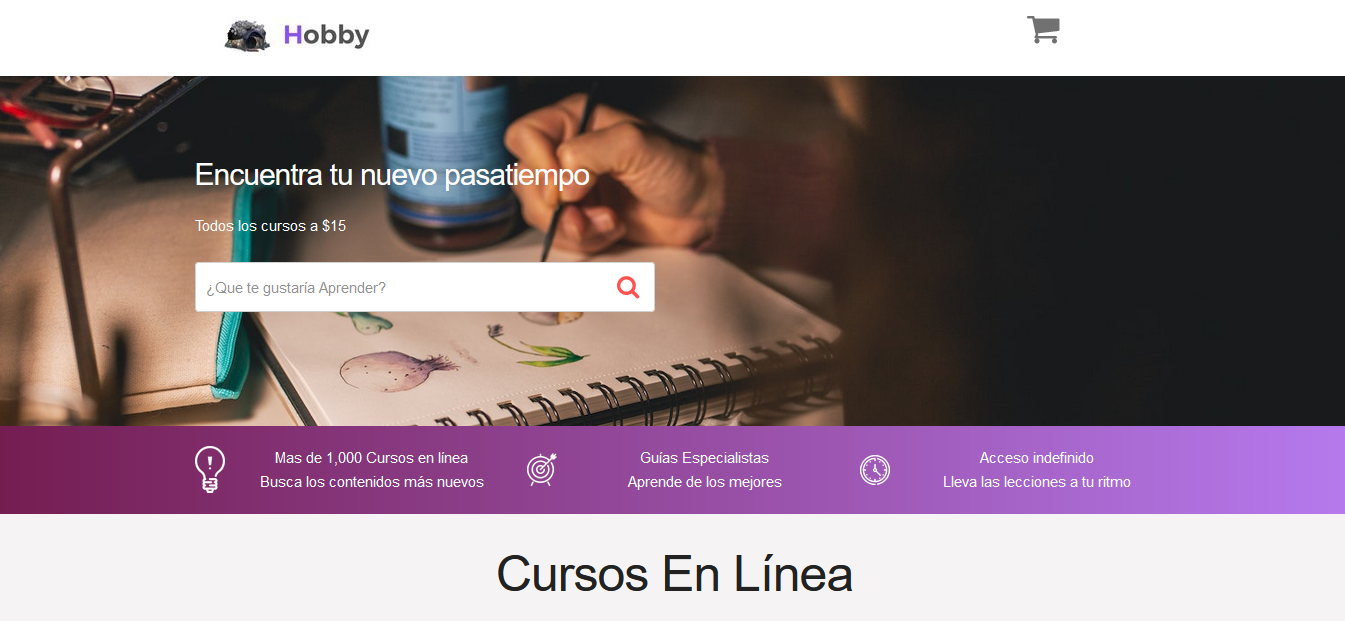 Hobby
Encuentra tu nuevo pasatiempo
Todos los cursos a $15
¿Que te gustaría Aprender?
Mas de 1,000 Cursos en línea
Busca los contenidos más nuevos
Guías Especialistas
Aprende de los mejores
Acceso indefinido
Lleva las lecciones a tu ritmo
Cursos En Línea